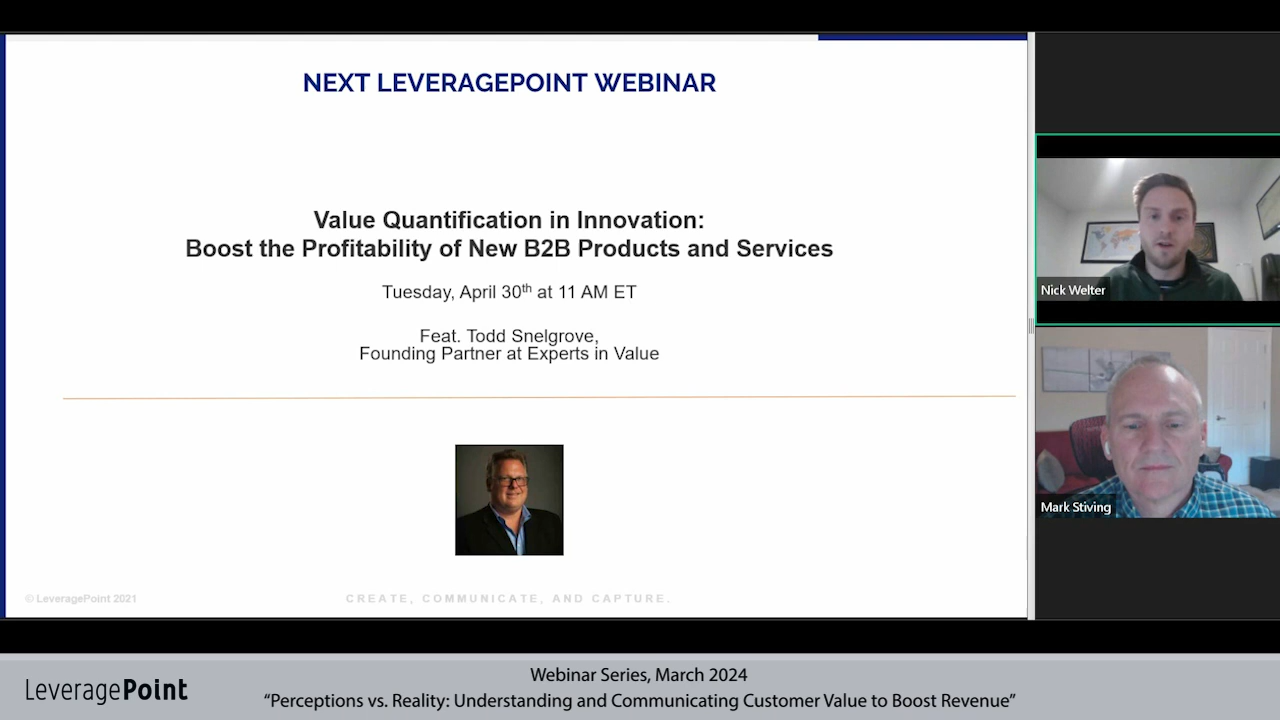 NEXT LEVERAGEPOINT WEBINAR
Value Quantification in Innovation:
Boost the Profitability of New B2B Products and Services
Tuesday, April 30th at 11 AM ET
Feat. Todd Snelgrove,
Founding Partner at Experts in Value
© LeveragePoint 2021
CREATE, COMMUNICATE, AND CAPTURE.
Nick Welter
Mark Stiving
LeveragePoint
Webinar Series, March 2024
“Perceptions vs. Reality: Understanding and Communicating Customer Value to Boost Revenue”